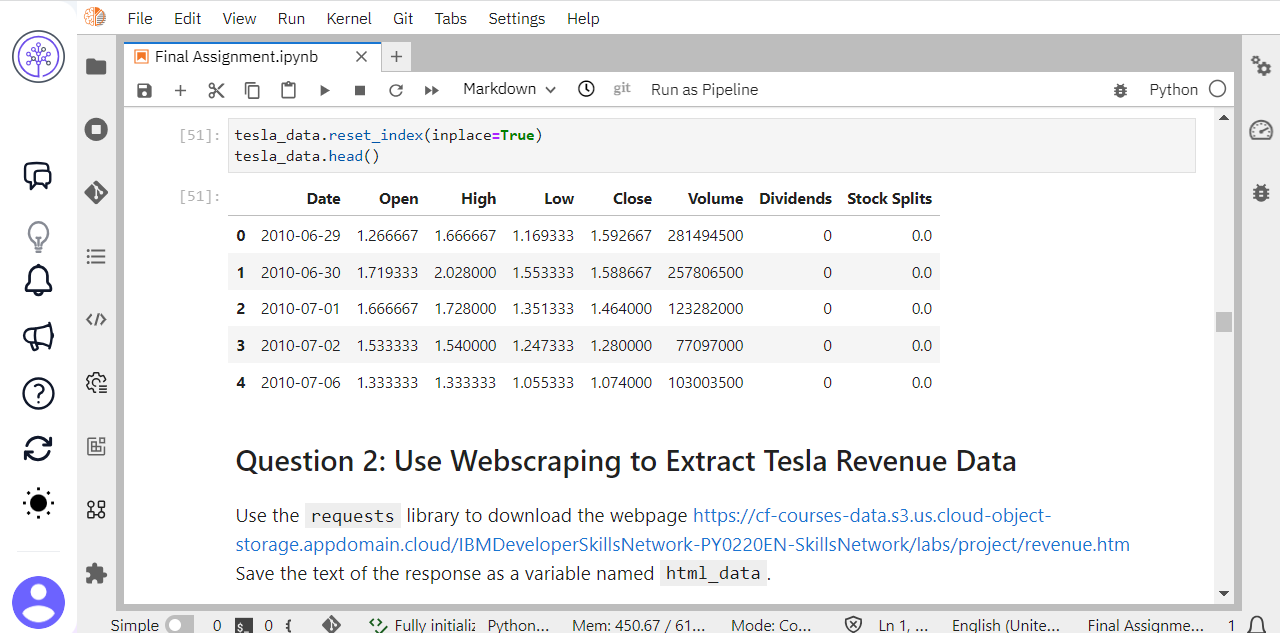 File Edit View Run Kernel Git Tabs Settings Help
Final Assignment.ipynb
Markdown git Run as Pipeline Python
[51]: tesla_data.reset_index(inplace=True)
tesla_data.head()
[51]: Date Open High Low Close Volume Dividends Stock Splits
0 2010-06-29 1.266667 1.666667 1.169333 1.592667 281494500 0 0.0
1 2010-06-30 1.719333 2.028000 1.553333 1.588667 257806500 0 0.0
2 2010-07-01 1.666667 1.728000 1.351333 1.464000 123282000 0 0.0
3 2010-07-02 1.533333 1.540000 1.247333 1.280000 77097000 0 0.0
4 2010-07-06 1.333333 1.333333 1.055333 1.074000 103003500 0 0.0
Question 2: Use Webscraping to Extract Tesla Revenue Data
Use the requests library to download the webpage https://cf-courses-data.s3.us.cloud-object-
storage.appdomain.cloud/IBMDeveloperSkillsNetwork-PY0220EN-SkillsNetwork/labs/project/revenue.htm
Save the text of the response as a variable named html_data.
Simple 0 $_ 0 { Fully initializ Python... Mem: 450.67 / 61... Mode: Co... Ln 1, ... English (Unite... Final Assignme... 1